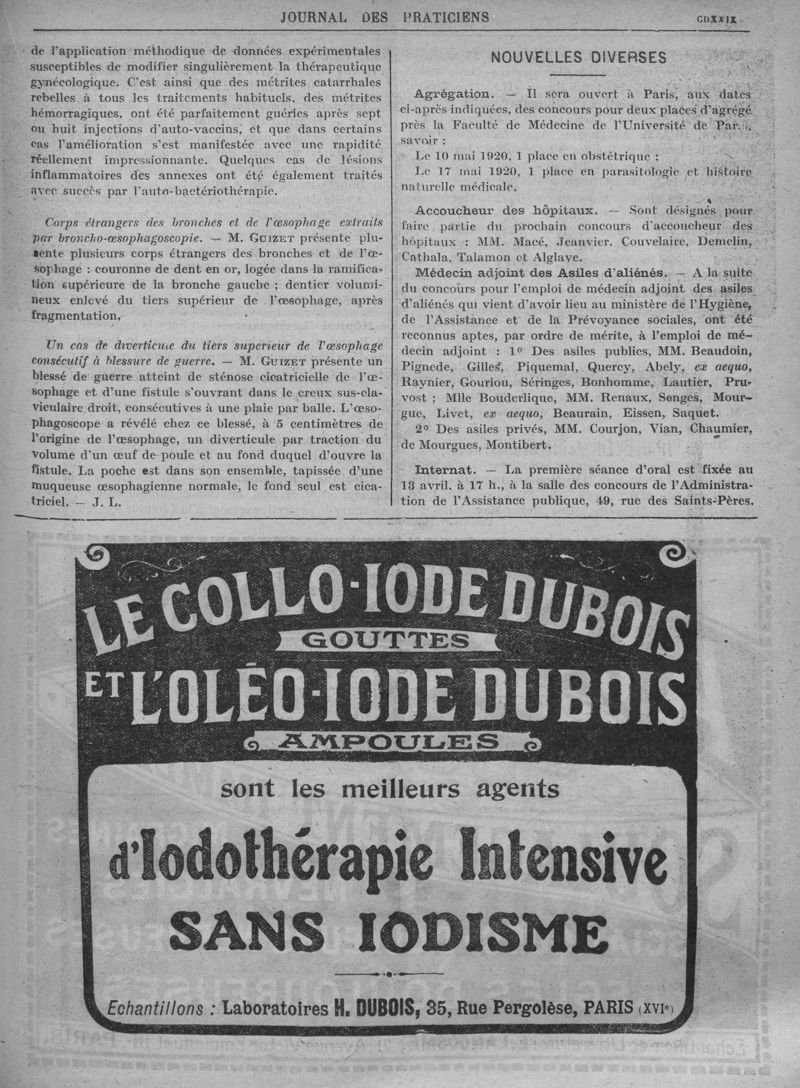 JOURNAL DES PRATICIENS
CDXXIX
de l'application méthodique de données expérimentales
susceptibles de modifier singulièrement la thérapeutique
gynécologique. C'est ainsi que des métrites catarrhales
rebelles à tous les traitements habituels, des métrites
hémorragiques, ont été parfaitement guéries après sept
ou huit injections d'auto-vaccins, et que dans certains
cas l'amélioration s'est manifestée avec une rapidité
réellement impressionnante. Quelques cas de lésions
inflammatoires des annexes ont été également traités
avec succès par l'auto-bactériothérapie.
Corps étrangers des bronches et de l'œsophage extraits
par broncho-œsophagoscopie. — M. GUIZET présente plu-
sente plusieurs corps étrangers des bronches et de l'œ-
sophage : couronne de dent en or, logée dans la ramifica-
tion supérieure de la bronche gauche ; dentier volumi-
neux enlevé du tiers supérieur de l'œsophage, après
fragmentation.
Un cas de diverticule du tiers supérieur de l'œsophage
consécutif à blessure de guerre. — M. GUIZET présente un
blessé de guerre atteint de sténose cicatricielle de l'œ-
sophage et d'une fistule s'ouvrant dans le creux sus-cla-
viculaire droit, consécutives à une plaie par balle. L'œso-
phagoscope a révélé chez ce blessé, à 5 centimètres de
l'origine de l'œsophage, un diverticule par traction du
volume d'un œuf de poule et au fond duquel d'ouvre la
fistule. La poche est dans son ensemble, tapissée d'une
muqueuse œsophagienne normale, le fond seul est cica-
triciel. — J. L.
NOUVELLES DIVERSES
Agrégation. — Il sera ouvert à Paris, aux dates
ci-après indiquées, des concours pour deux places d'agrégé
près la Faculté de Médecine de l'Université de Paris,
savoir :
Le 10 mai 1920, 1 place en obstétrique ;
Le 17 mai 1920, 1 place en parasitologie et histoire
naturelle médicale.
Accoucheur des hôpitaux. — Sont désignés pour
faire partie du prochain concours d'accoucheur des
hôpitaux : MM. Macé, Jeanvier, Couvelaire, Demelin,
Cathala, Talamon et Alglave.
Médecin adjoint des Asiles d'aliénés. — A la suite
du concours pour l'emploi de médecin adjoint des asiles
d'aliénés qui vient d'avoir lieu au ministère de l'Hygiène,
de l'Assistance et de la Prévoyance sociales, ont été
reconnus aptes, par ordre de mérite, à l'emploi de mé-
decin adjoint : 1º Des asiles publics, MM. Beaudoin,
Pignede, Gilles, Piquemal, Quercy, Abely, ex aequo,
Raynier, Gouriou, Séringes, Bonhomme, Lautier, Pru-
vost ; Mlle Bouderlique, MM. Renaux, Senges, Mour-
gue, Livet, ex aequo, Beaurain, Eissen, Saquet.
2º Des asiles privés, MM. Courjon, Vian, Chaumier,
de Mourgues, Montibert.
Internat. — La première séance d'oral est fixée au
13 avril. à 17 h., à la salle des concours de l'Administra-
tion de l'Assistance publique, 49, rue des Saints-Pères.
LE COLLO-IODE DUBOIS
GOUTTES
ET L'OLÉO-IODE DUBOIS
AMPOULES
sont les meilleurs agents
d'Iodothérapie Intensive
SANS IODISME
Echantillons : Laboratoires H. DUBOIS, 35, Rue Pergolèse, PARIS (XVIe)